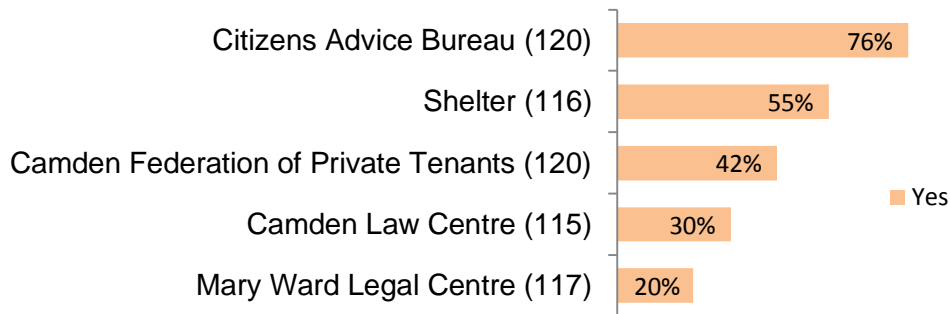 Citizens Advice Bureau (120) 76%
Shelter (116) 55%
Camden Federation of Private Tenants (120) 42%
Yes
Camden Law Centre (115) 30%
Mary Ward Legal Centre (117) 20%